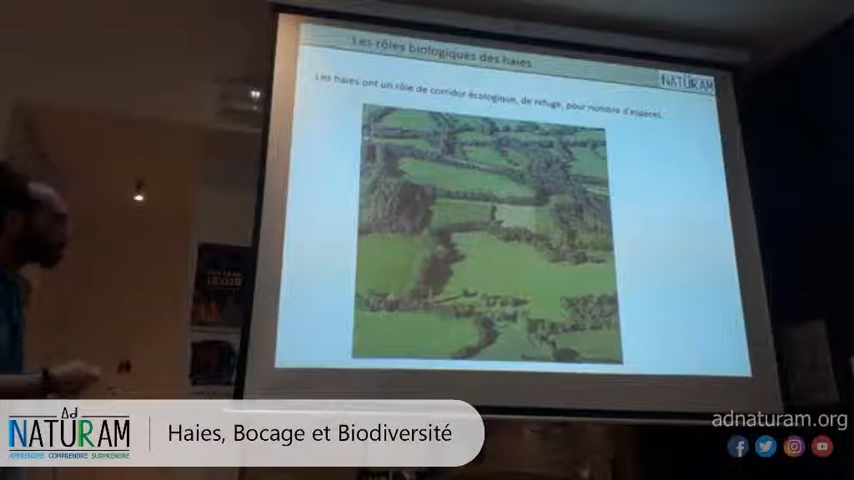 Les rôles biologiques des haies
NATURAM
Les haies ont un rôle de corridor écologique, de refuge, pour nombre d'espèces.
Ad
NATURAM
APPRENDRE COMPRENDRE SURPRENDRE
Haies, Bocage et Biodiversité
adnaturam.org